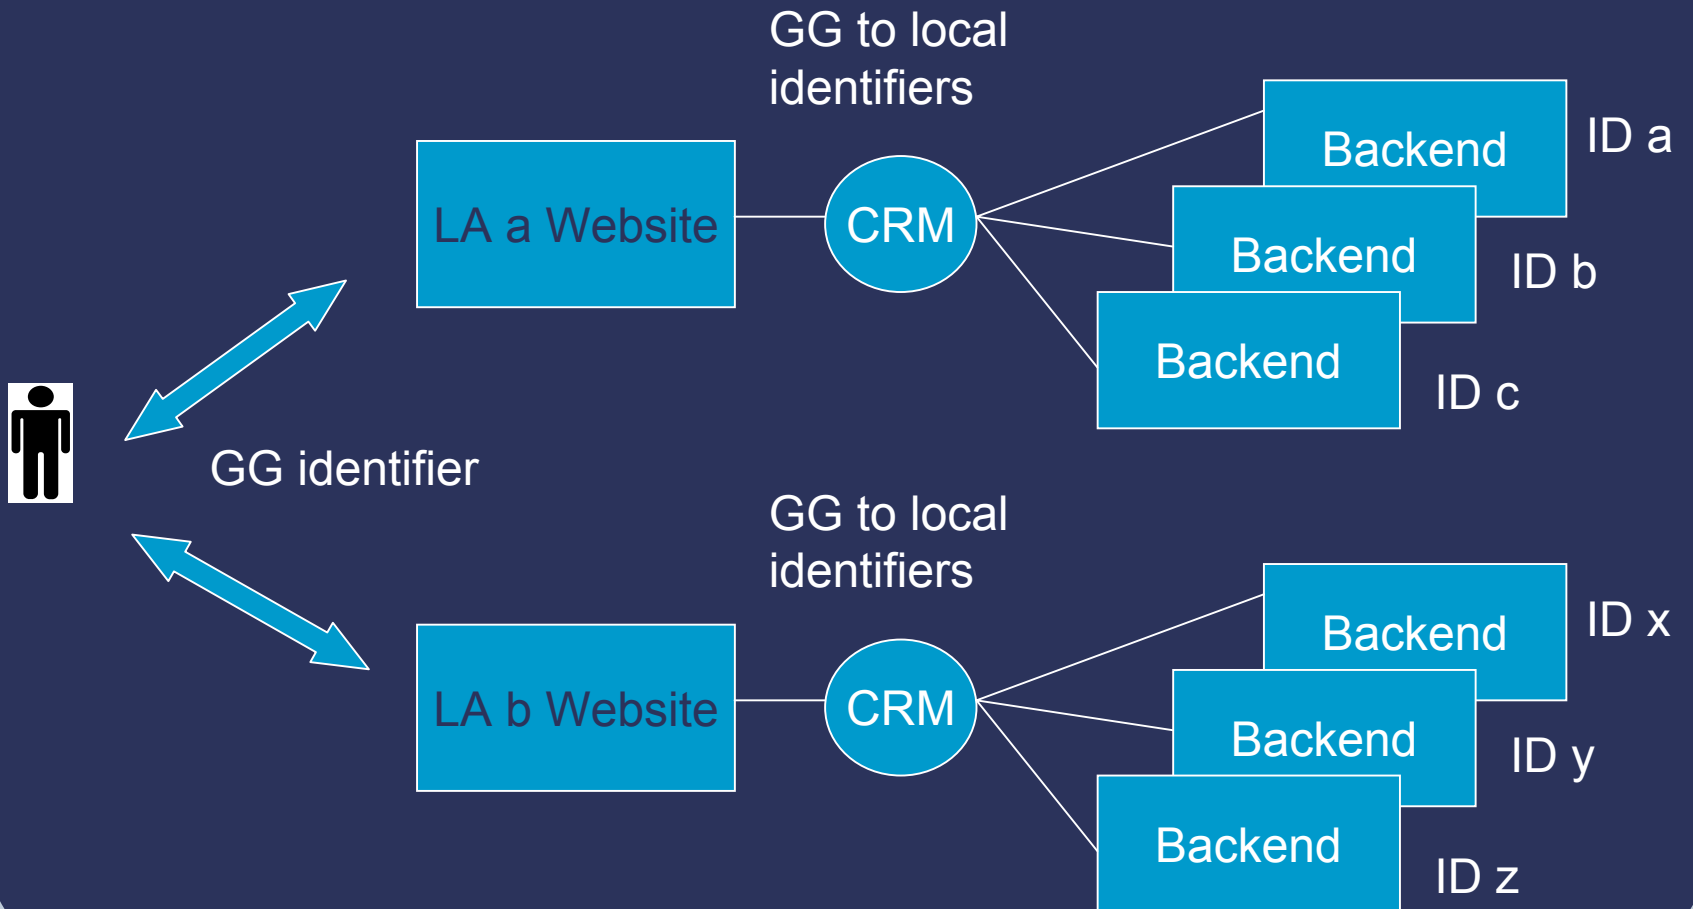 GG to local
identifiers
Backend
ID a
LA a Website
CRM
Backend
ID b
Backend
ID c
GG identifier
GG to local
identifiers
Backend
ID x
LA b Website
CRM
Backend
ID y
Backend
ID z